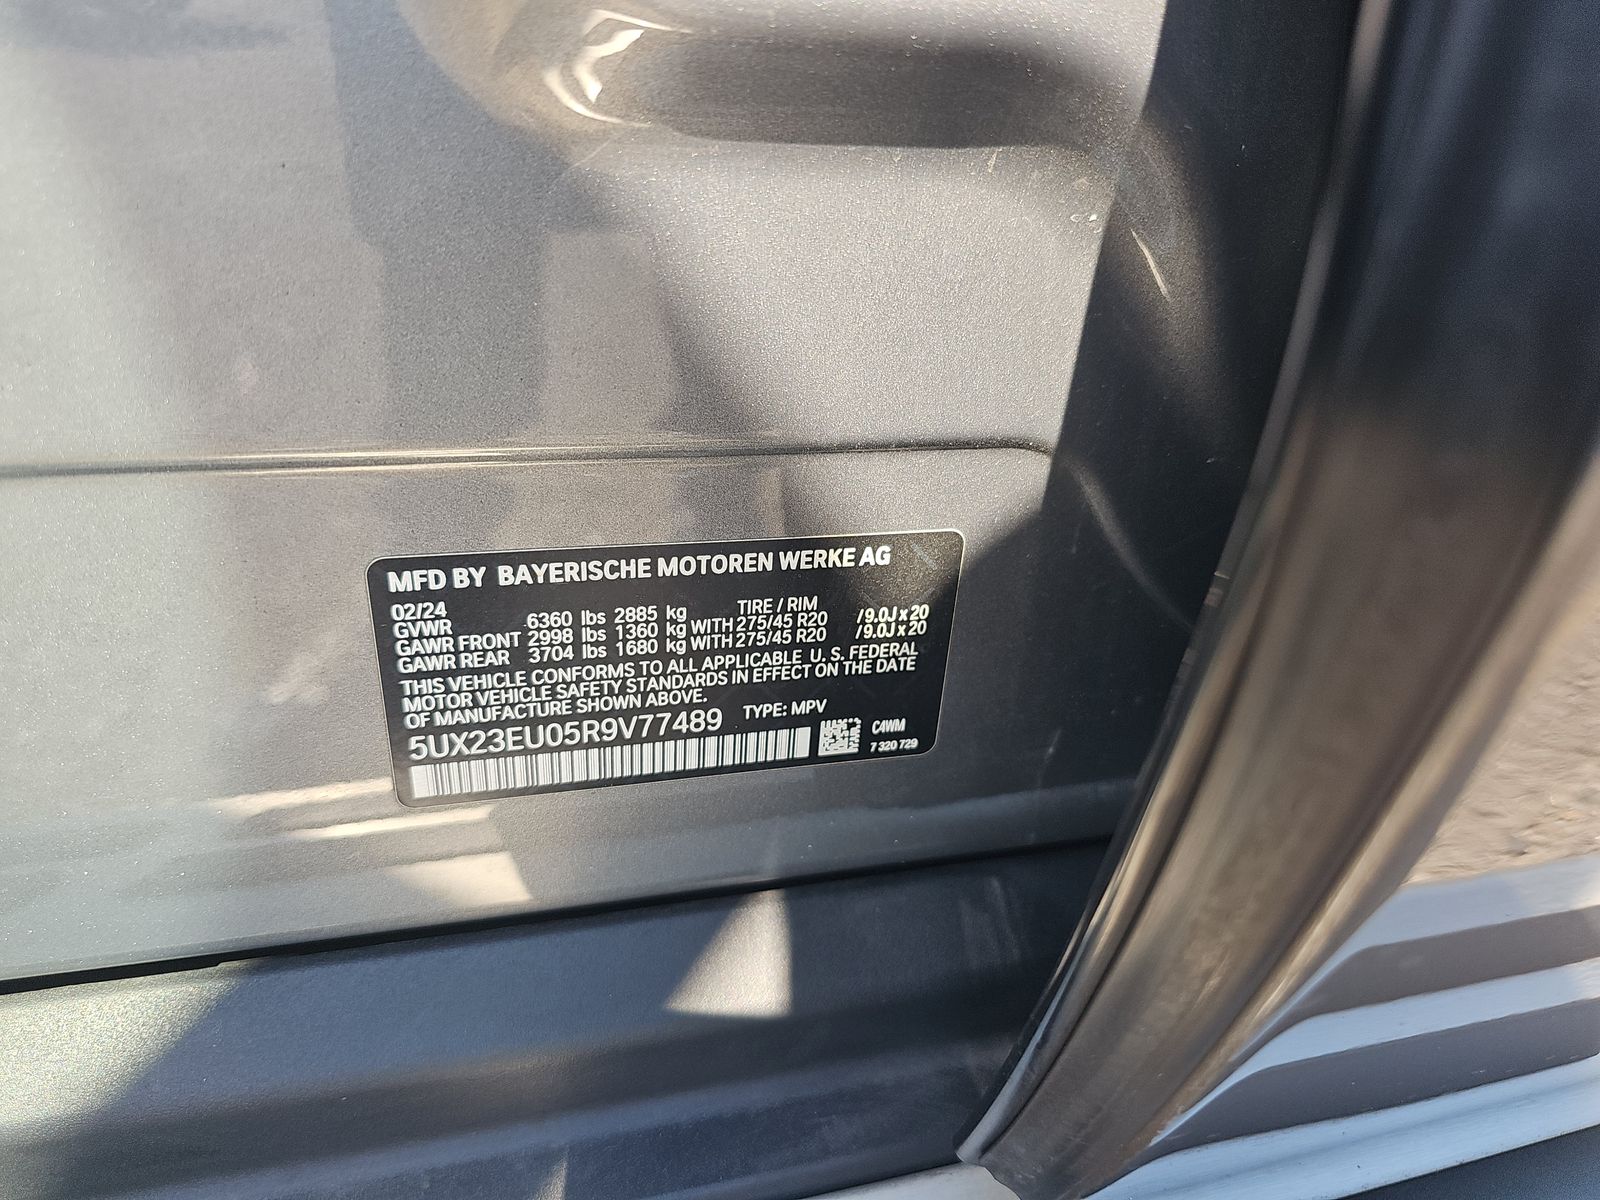 MFD BY BAYERISCHE MOTOREN WERKE AG
02/24 TIRE / RIM
GVWR 6360 lbs 2885 kg
GAWR FRONT 2998 lbs 1360 kg WITH 275/45 R20 /9.0J x 20
GAWR REAR 3704 lbs 1680 kg WITH 275/45 R20 /9.0J x 20
THIS VEHICLE CONFORMS TO ALL APPLICABLE U. S. FEDERAL
MOTOR VEHICLE SAFETY STANDARDS IN EFFECT ON THE DATE
OF MANUFACTURE SHOWN ABOVE.
5UX23EU05R9V77489 TYPE: MPV
C4WM
7 320 729